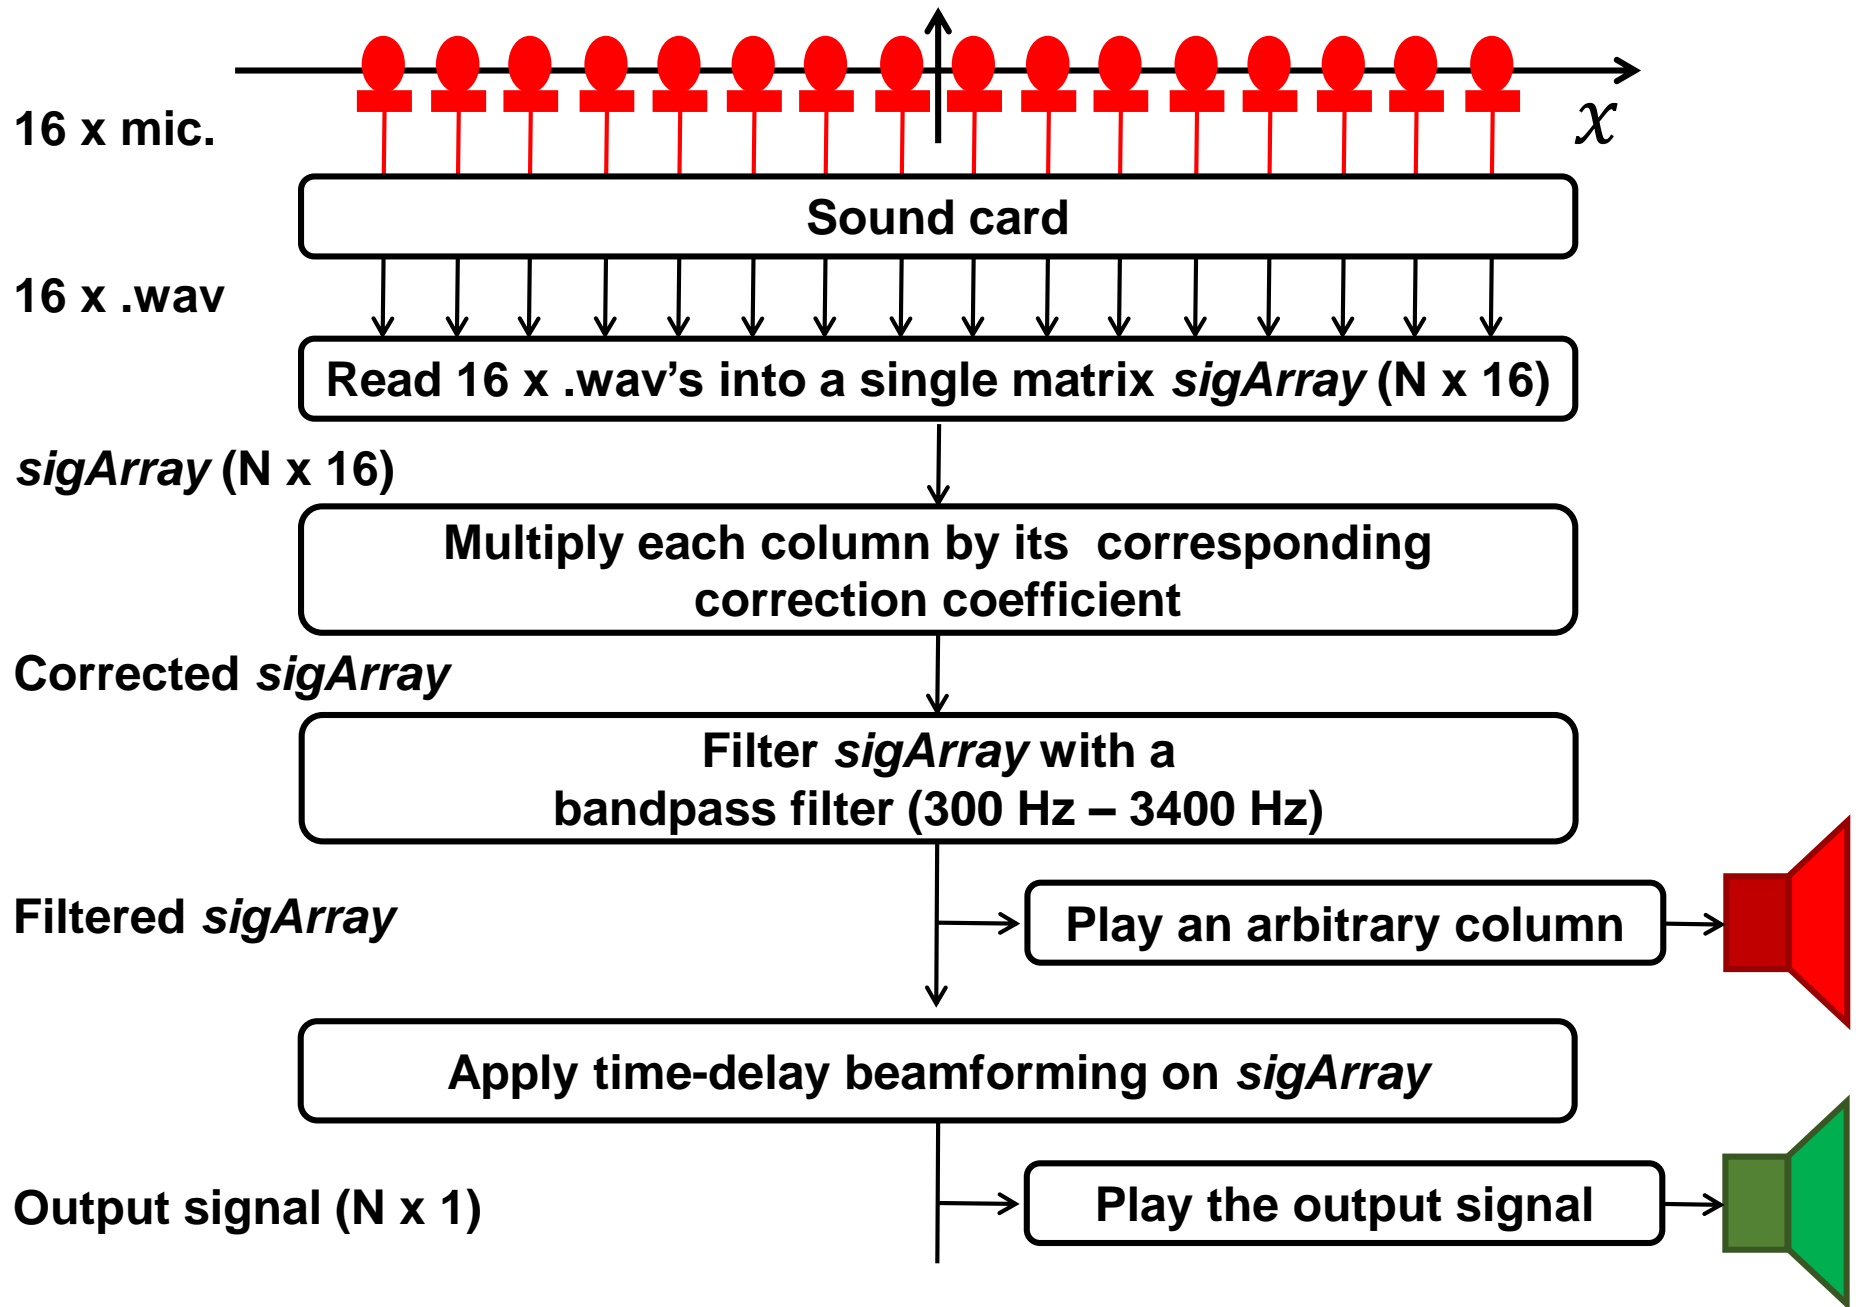 x
16 x mic.
Sound card
16 x .wav
Read 16 x .wav’s into a single matrix sigArray (N x 16)
sigArray (N x 16)
Multiply each column by its corresponding
correction coefficient
Corrected sigArray
Filter sigArray with a
bandpass filter (300 Hz – 3400 Hz)
Filtered sigArray
Play an arbitrary column
Apply time-delay beamforming on sigArray
Output signal (N x 1)
Play the output signal